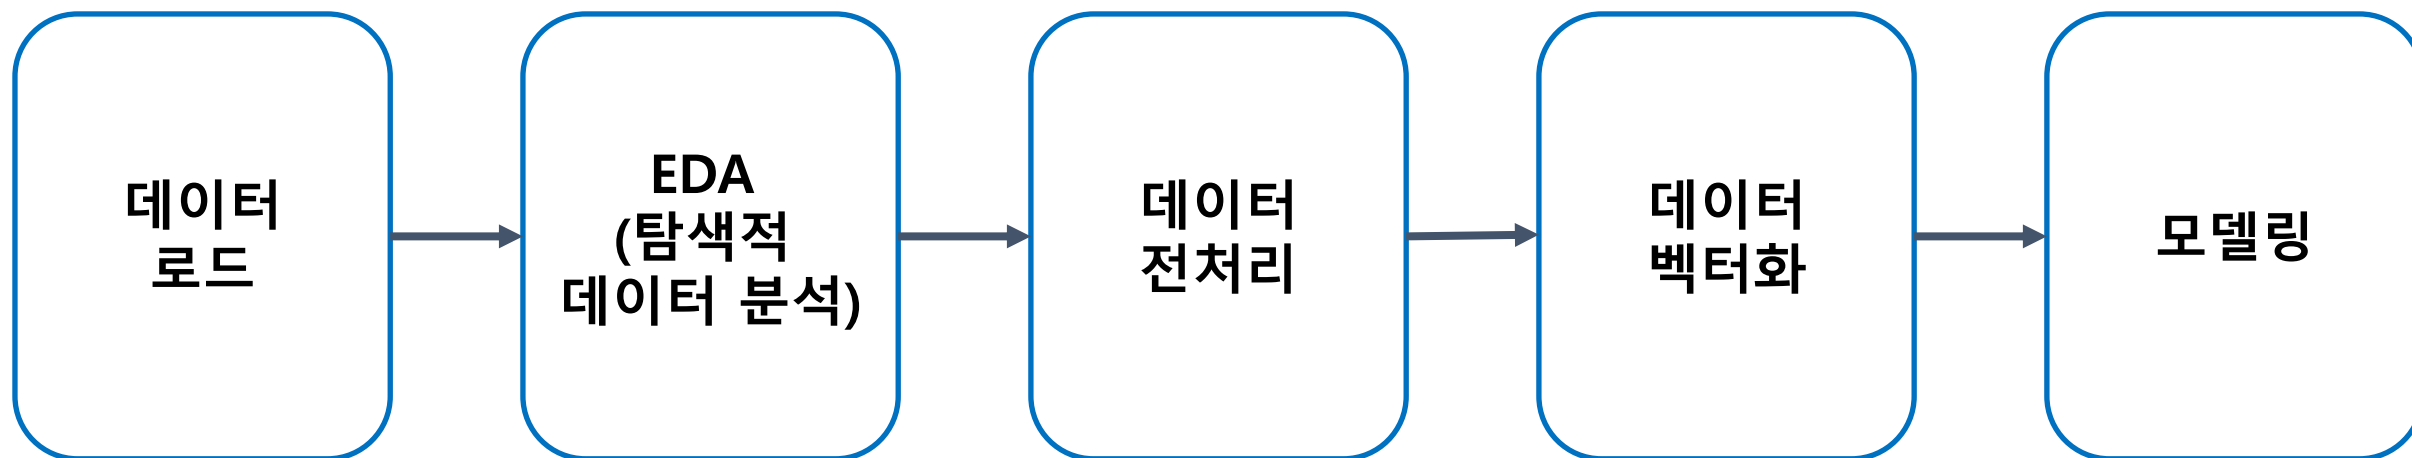 데이터
로드
EDA
(탐색적
데이터 분석)
데이터
전처리
데이터
벡터화
모델링